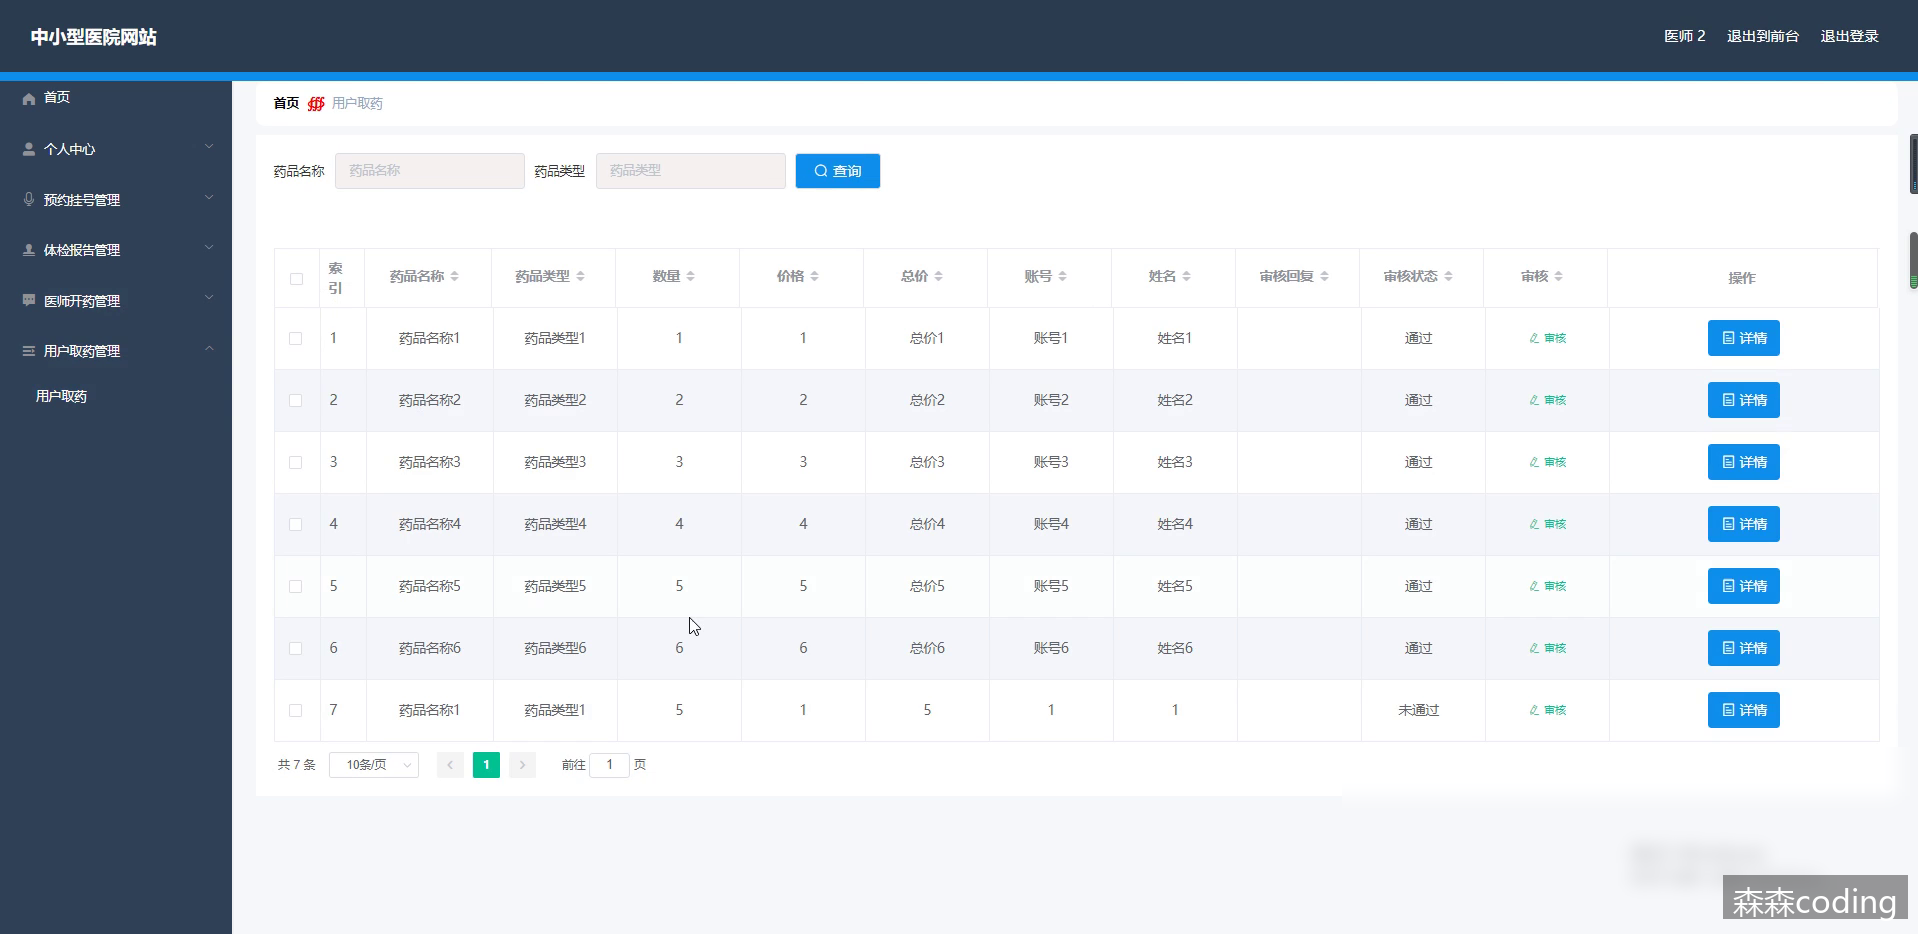 中小型医院网站
医师 2 退出到前台 退出登录
首页
个人中心
预约挂号管理
体检报告管理
医师开药管理
用户取药管理
用户取药
首页 用户取药
药品名称 药品名称 药品类型 药品类型 查询
索引 药品名称 药品类型 数量 价格 总价 账号 姓名 审核回复 审核状态 审核 操作
1 药品名称1 药品类型1 1 1 总价1 账号1 姓名1 通过 审核 详情
2 药品名称2 药品类型2 2 2 总价2 账号2 姓名2 通过 审核 详情
3 药品名称3 药品类型3 3 3 总价3 账号3 姓名3 通过 审核 详情
4 药品名称4 药品类型4 4 4 总价4 账号4 姓名4 通过 审核 详情
5 药品名称5 药品类型5 5 5 总价5 账号5 姓名5 通过 审核 详情
6 药品名称6 药品类型6 6 6 总价6 账号6 姓名6 通过 审核 详情
7 药品名称1 药品类型1 5 1 5 1 1 未通过 审核 详情
共 7 条 10条/页 1 前往 1 页
森森coding